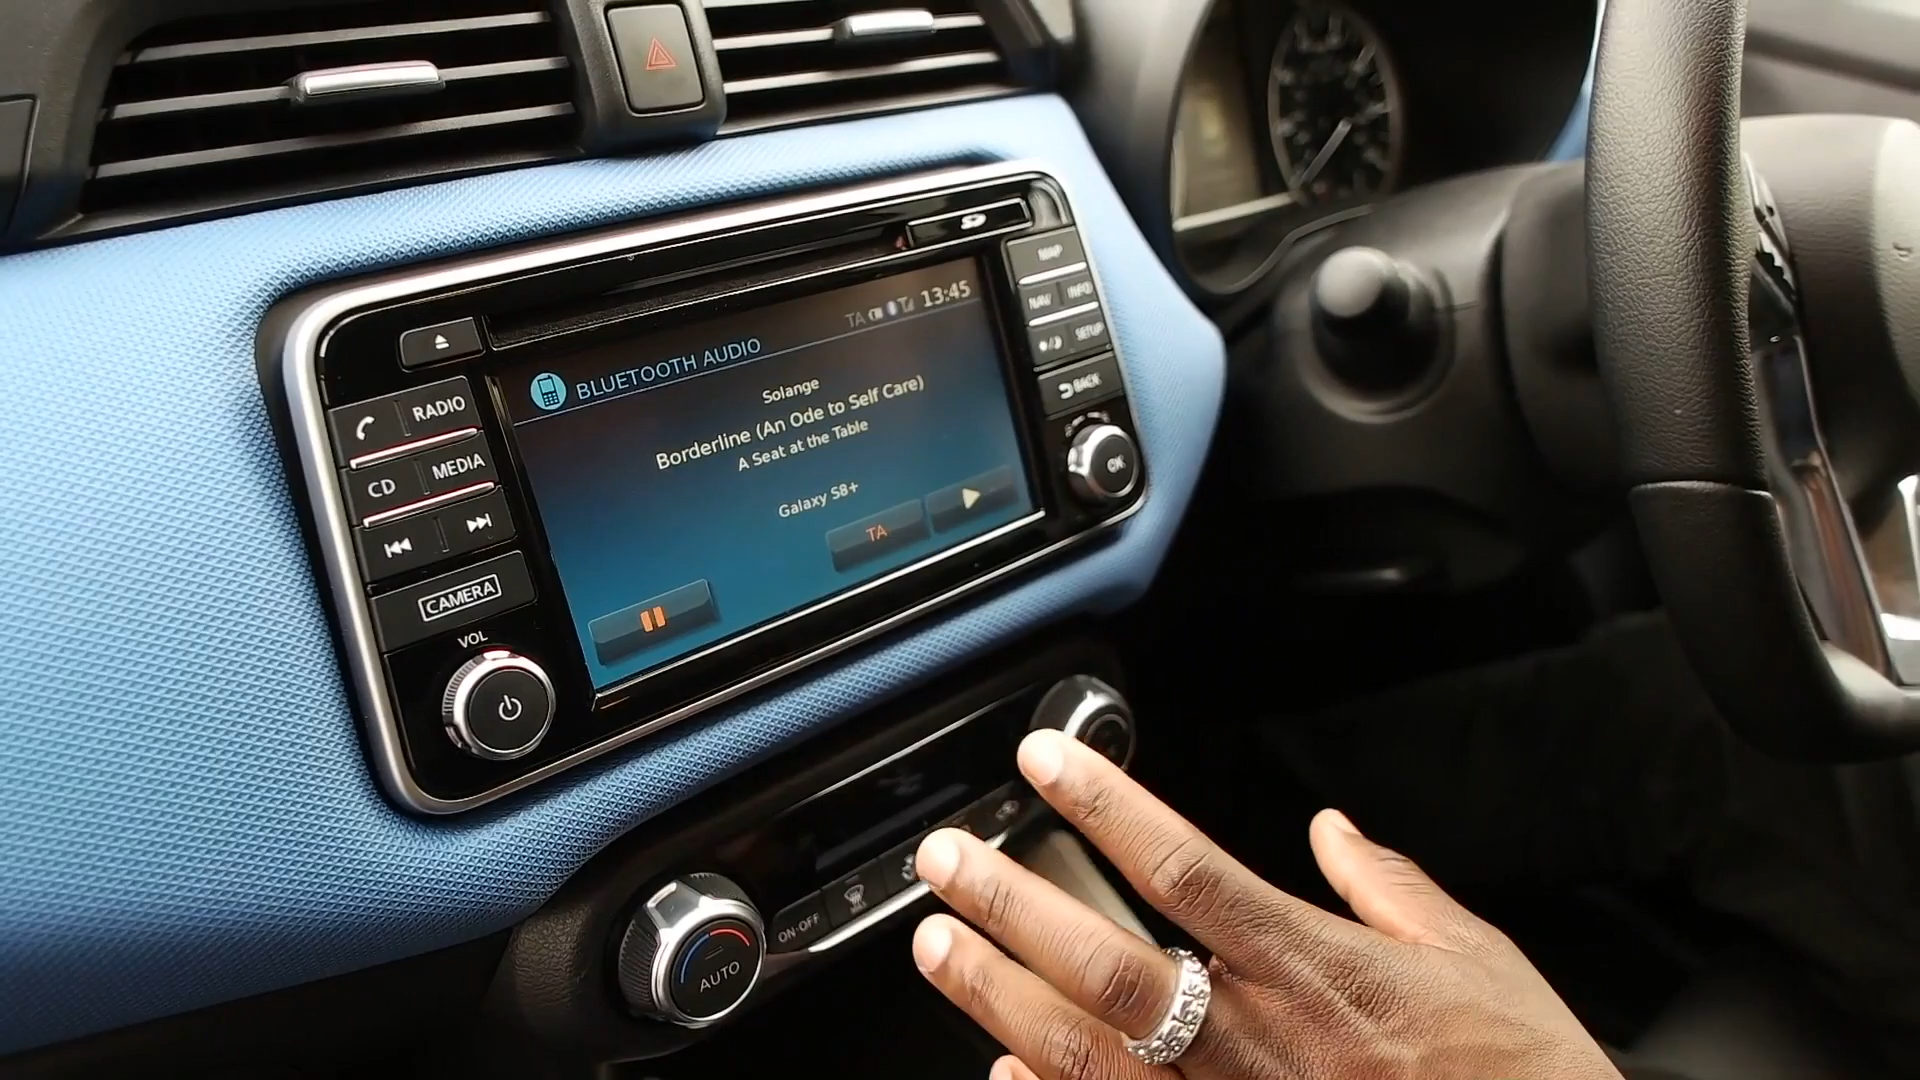 SD
MAP
NAV INFO
SETUP
BACK
OK
TA 13:45
BLUETOOTH AUDIO
Solange
Borderline (An Ode to Self Care)
A Seat at the Table
Galaxy S8+
TA
RADIO
CD MEDIA
CAMERA
VOL
AUTO
ON·OFF